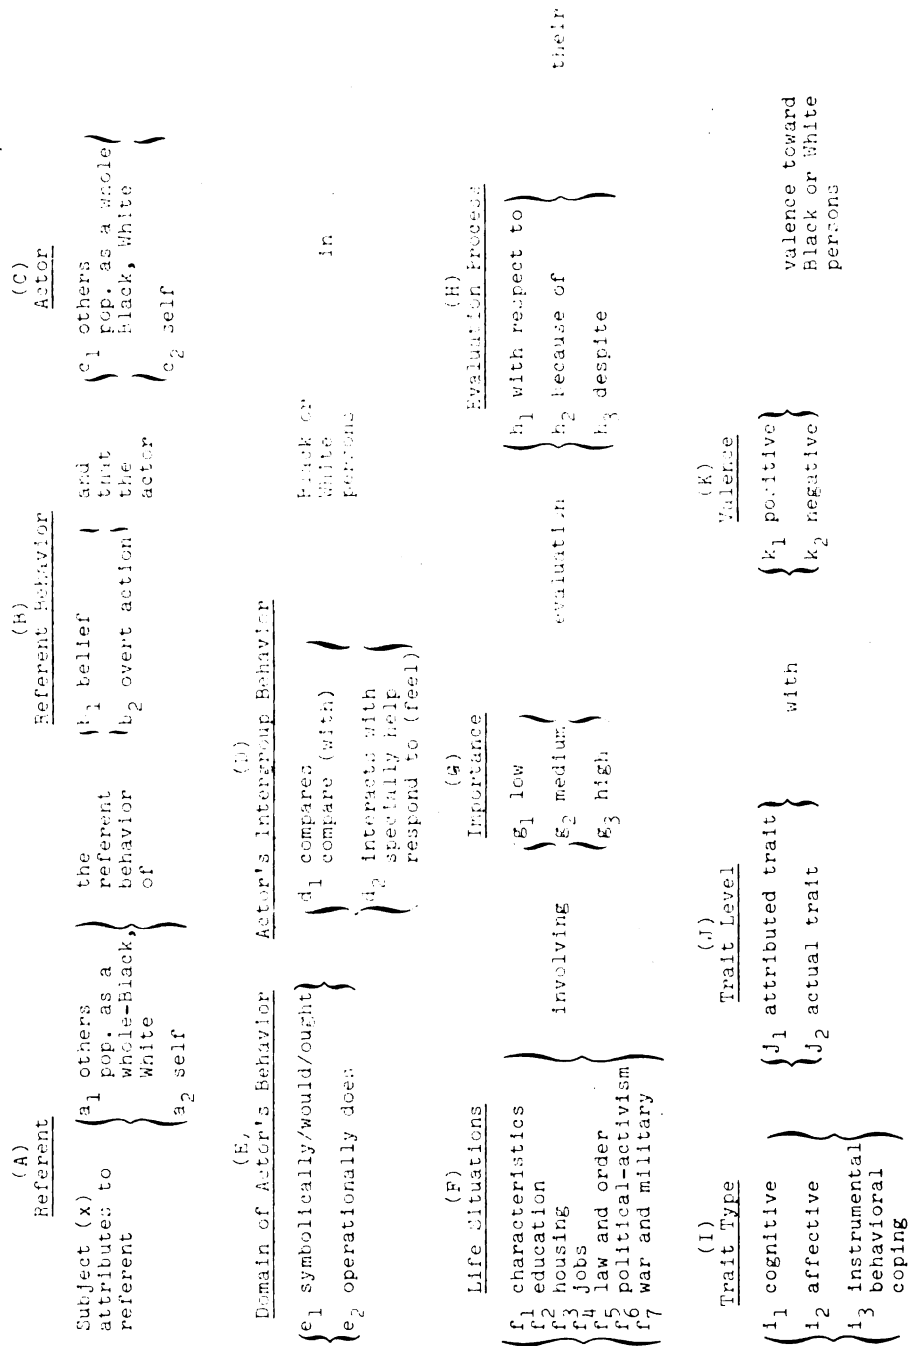 (A)
Referent
Subject (x)
attributes to
referent
a1 others
pop. as a
whole-Black,
White
a2 self
the
referent
behavior
of
(B)
Referent Behavior
b1 belief
b2 overt action
and
that
the
actor
(C)
Actor
c1 others
pop. as a whole
Black, White
c2 self
(E)
Domain of Actor's Behavior
e1 symbolically/would/ought
e2 operationally does
(D)
Actor's Intergroup Behavior
d1 compares
compare (with)
d2 interacts with
specially help
respond to (feel)
Black or
White
persons
in
(F)
Life Situations
f1 characteristics
f2 education
f3 housing
f4 jobs
f5 law and order
f6 political-activism
f7 war and military
involving
(G)
Importance
g1 low
g2 medium
g3 high
evaluation
(H)
Evaluation Process
h1 with respect to
h2 because of
h3 despite
their
(I)
Trait Type
i1 cognitive
i2 affective
i3 instrumental
behavioral
coping
(J)
Trait Level
j1 attributed trait
j2 actual trait
with
(K)
Valence
k1 positive
k2 negative
valence toward
Black or White
persons